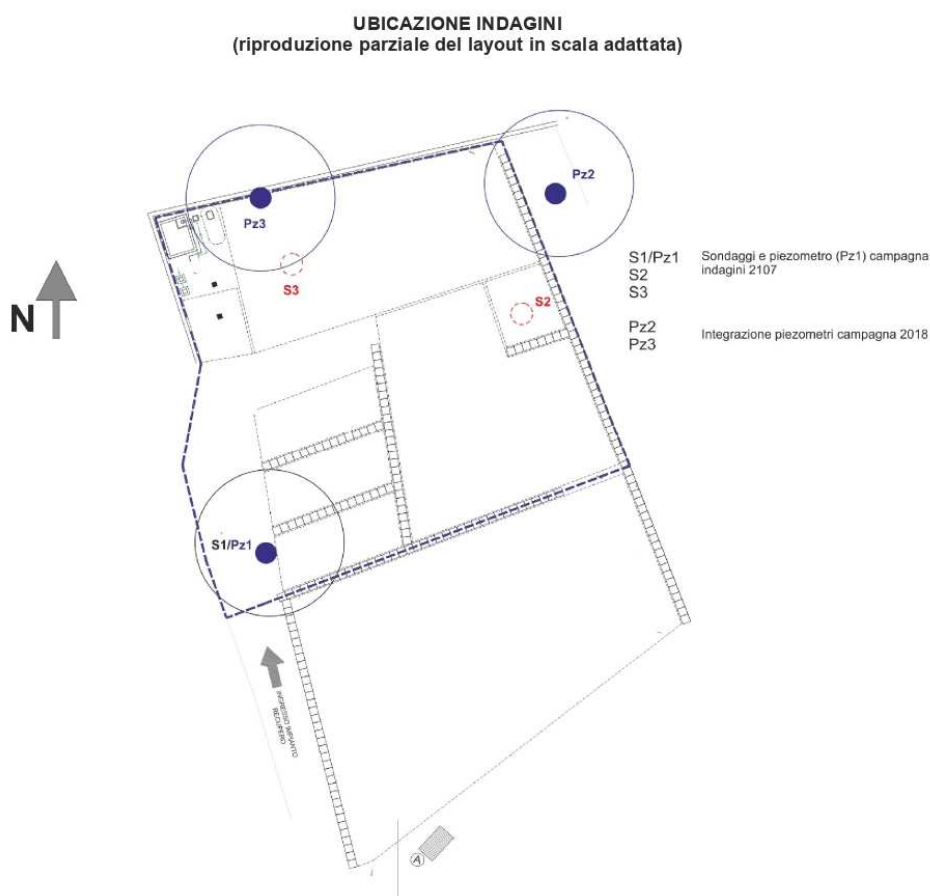 UBICAZIONE INDAGINI
(riproduzione parziale del layout in scala adattata)
Pz2
Pz3
S3
S2
N
S1/Pz1
S2
S3
Sondaggi e piezometro (Pz1) campagna
indagini 2107
Pz2
Pz3
Integrazione piezometri campagna 2018
S1/Pz1
INGRESSO IMPIANTO
RECUPERO
A